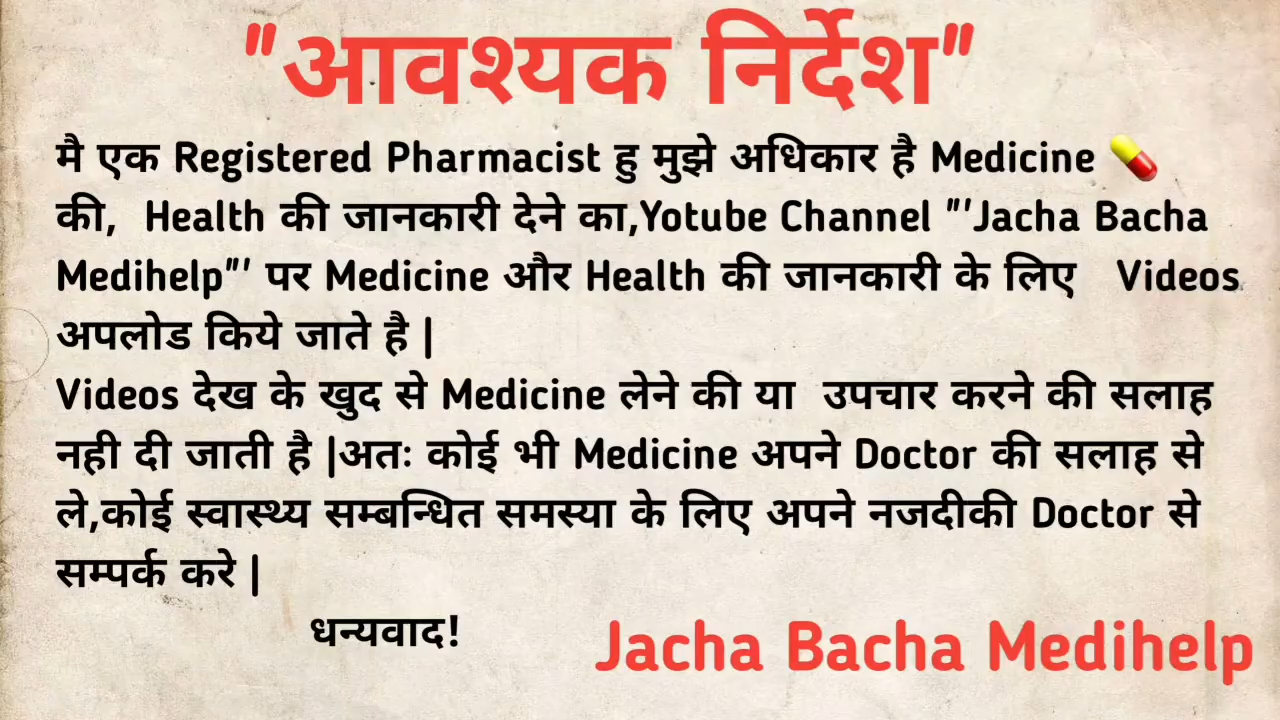 "आवश्यक निर्देश"
मै एक Registered Pharmacist हु मुझे अधिकार है Medicine 💊
की, Health की जानकारी देने का,Yotube Channel "'Jacha Bacha
Medihelp"' पर Medicine और Health की जानकारी के लिए Videos
अपलोड किये जाते है |
Videos देख के खुद से Medicine लेने की या उपचार करने की सलाह
नही दी जाती है |अतः कोई भी Medicine अपने Doctor की सलाह से
ले,कोई स्वास्थ्य सम्बन्धित समस्या के लिए अपने नजदीकी Doctor से
सम्पर्क करे |
धन्यवाद!
Jacha Bacha Medihelp